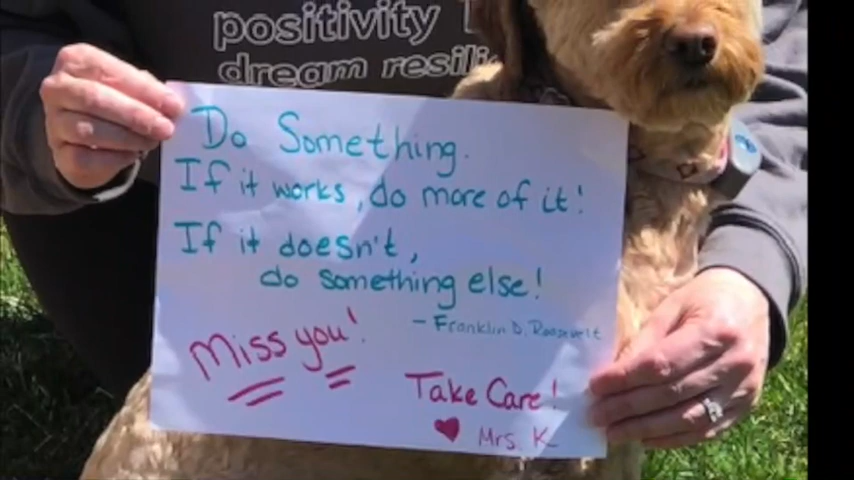 positivity
dream resili
Do Something.
If it works, do more of it!
If it doesn't,
do something else!
- Franklin D. Roosevelt
Miss you!
Take Care!
Mrs. K